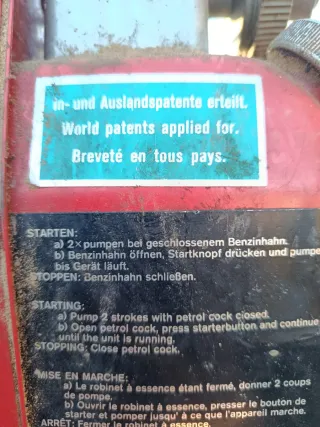 In- und Auslandspatente erteilt.
World patents applied for.
Breveté en tous pays.
STARTEN:
a) 2×pumpen bei geschlossenem Benzinhahn.
b) Benzinhahn öffnen, Startknopf drücken und pumpe
bis Gerät läuft.
STOPPEN: Benzinhahn schließen.
STARTING:
a) Pump 2 strokes with petrol cock closed.
b) Open petrol cock, press starterbutton and continue
until the unit is running.
STOPPING: Close petrol cock.
MISE EN MARCHE:
a) Le robinet à essence étant fermé, donner 2 coups
de pompe.
b) Ouvrir le robinet à essence, presser le bouton de
starter et pomper jusqu'à ce que l'appareil marche.
ARRÊT: Fermer le robinet à essence.